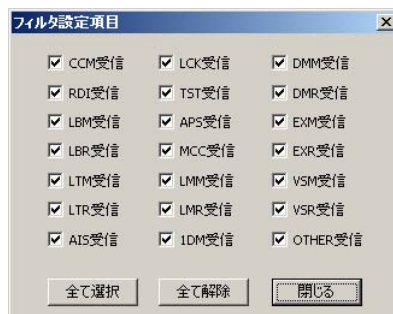 フィルタ設定項目
CCM受信 LCK受信 DMM受信
RDI受信 TST受信 DMR受信
LBM受信 APS受信 EXM受信
LBR受信 MCC受信 EXR受信
LTM受信 LMM受信 VSM受信
LTR受信 LMR受信 VSR受信
AIS受信 1DM受信 OTHER受信
全て選択 全て解除 閉じる